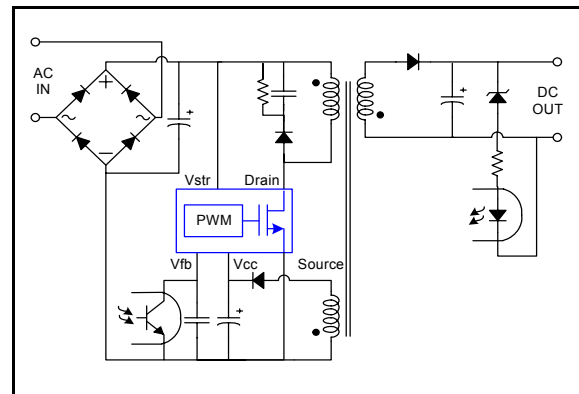 AC
IN
DC
OUT
+
~
~
−
+
+
Vstr
Drain
PWM
Vfb
Vcc
Source
+